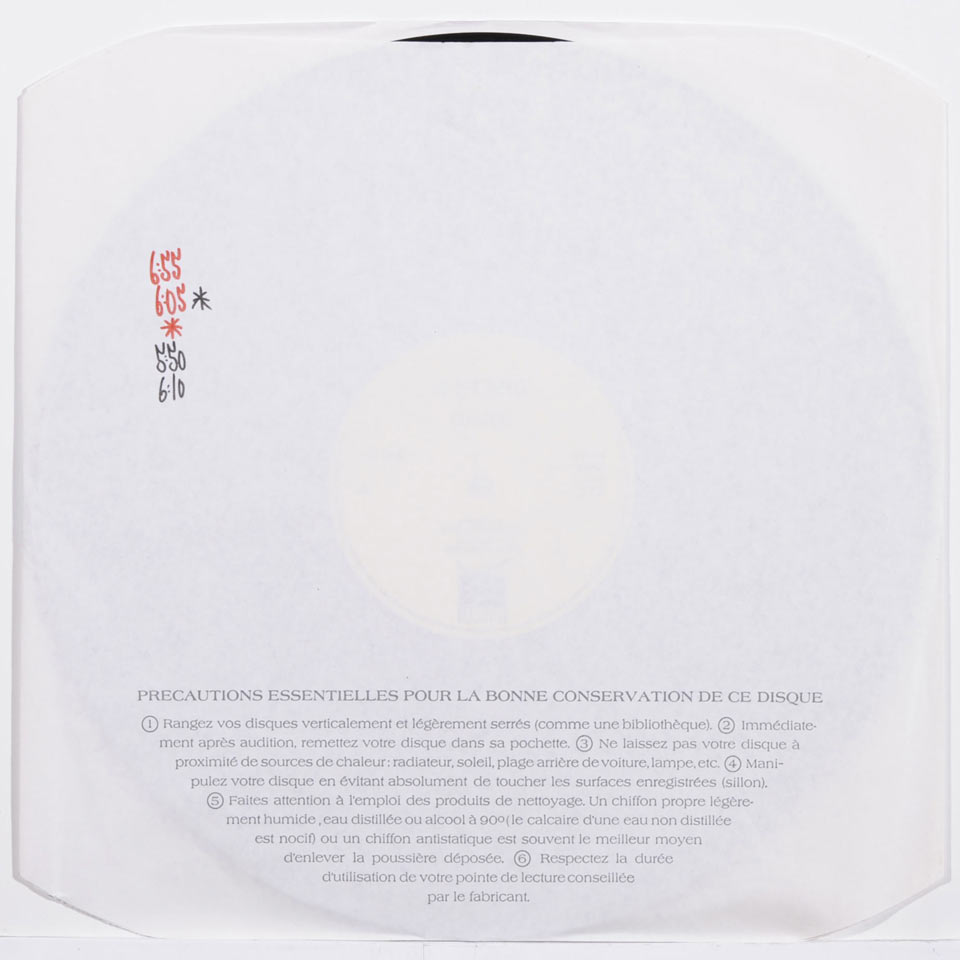 6:55
6:05 *
*
5:50
6:10
PRECAUTIONS ESSENTIELLES POUR LA BONNE CONSERVATION DE CE DISQUE
① Rangez vos disques verticalement et légèrement serrés (comme une bibliothèque). ② Immédiate-
ment après audition, remettez votre disque dans sa pochette. ③ Ne laissez pas votre disque à
proximité de sources de chaleur: radiateur, soleil, plage arrière de voiture, lampe, etc. ④ Mani-
pulez votre disque en évitant absolument de toucher les surfaces enregistrées (sillon).
⑤ Faites attention à l'emploi des produits de nettoyage. Un chiffon propre légère-
ment humide, eau distillée ou alcool à 90º (le calcaire d'une eau non distillée
est nocif) ou un chiffon antistatique est souvent le meilleur moyen
d'enlever la poussière déposée. ⑥ Respectez la durée
d'utilisation de votre pointe de lecture conseillée
par le fabricant.